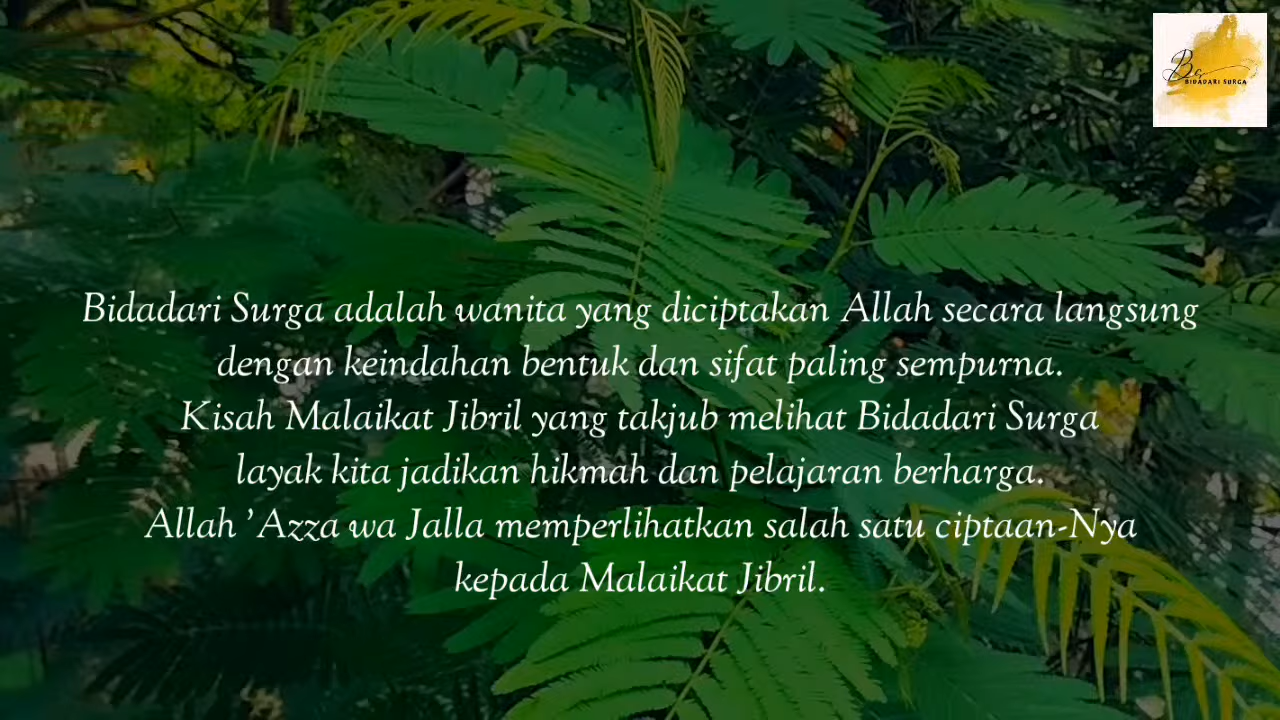 Bs
BIDADARI SURGA
Bidadari Surga adalah wanita yang diciptakan Allah secara langsung
dengan keindahan bentuk dan sifat paling sempurna.
Kisah Malaikat Jibril yang takjub melihat Bidadari Surga
layak kita jadikan hikmah dan pelajaran berharga.
Allah ’Azza wa Jalla memperlihatkan salah satu ciptaan-Nya
kepada Malaikat Jibril.